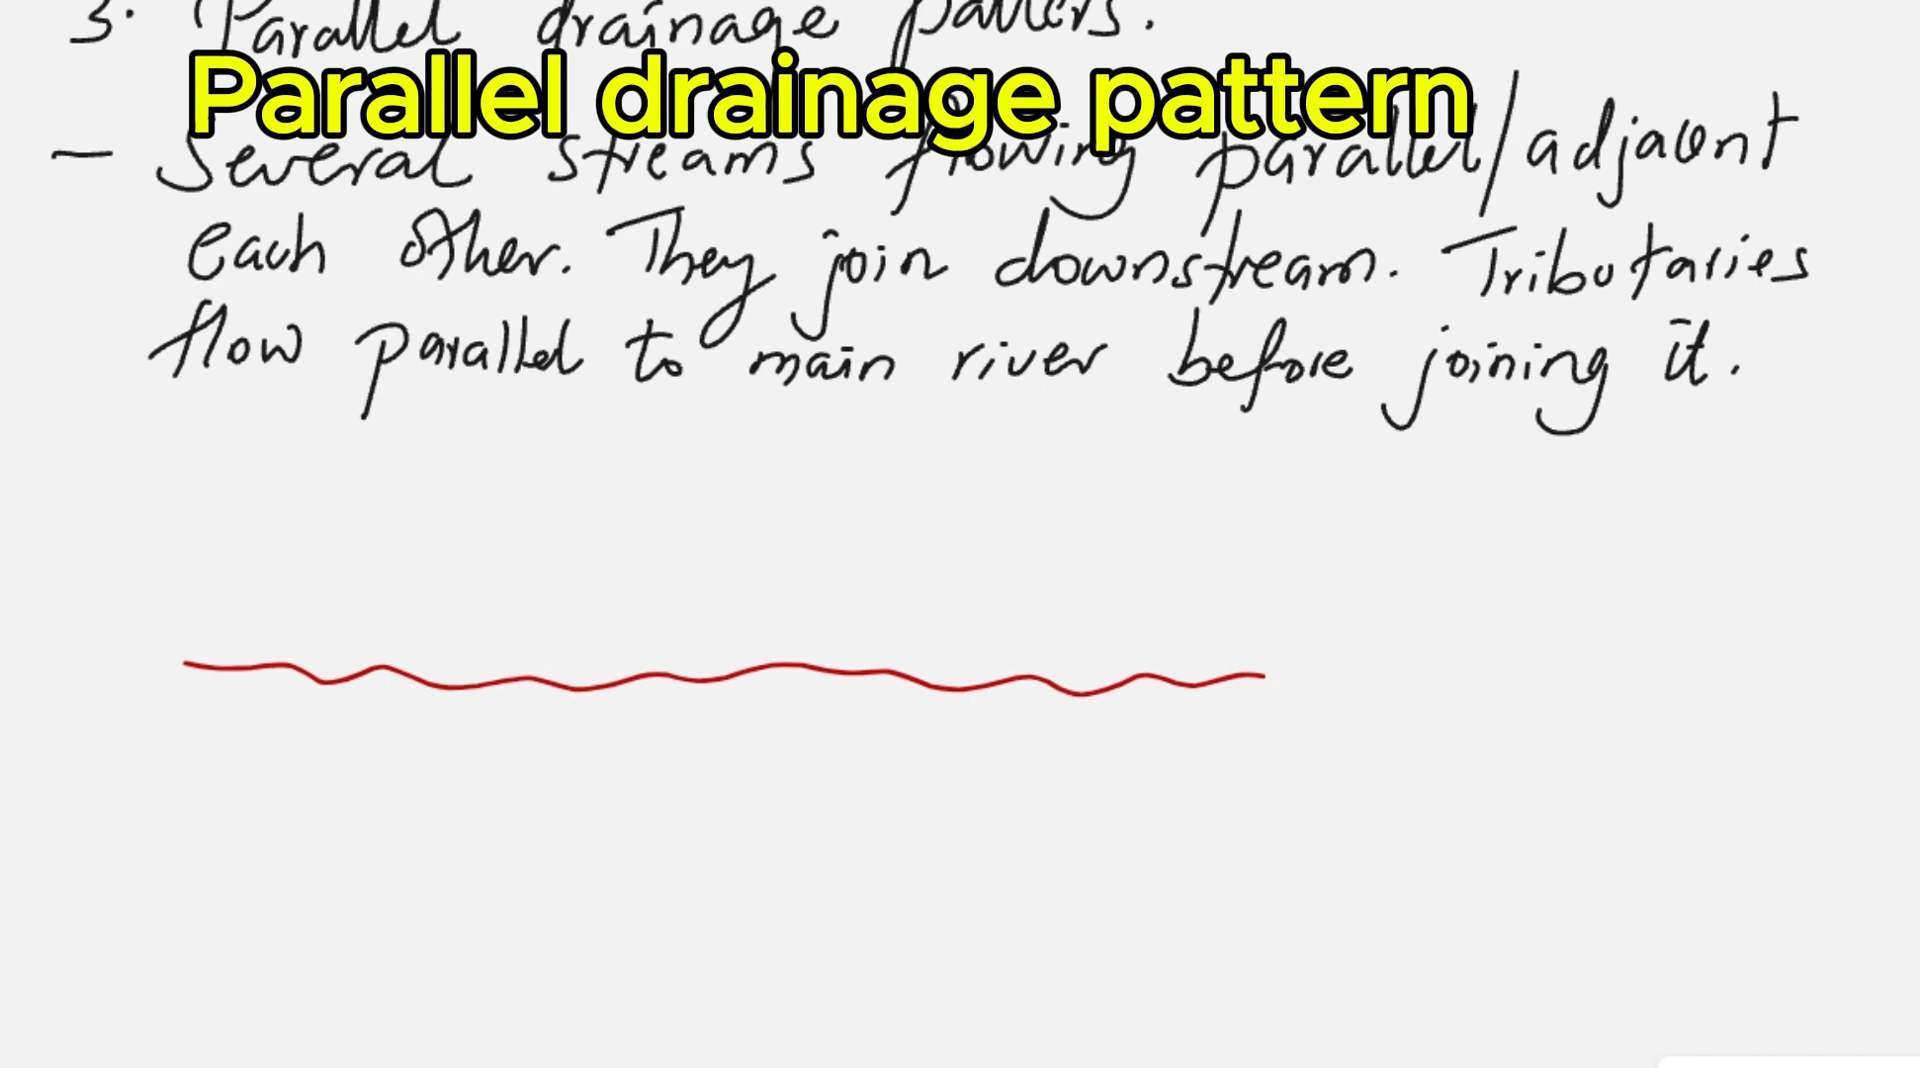 3. Parallel drainage patters.
Parallel drainage pattern
- Several streams flowing parallel/adjacent
each other. They join downstream. Tributaries
flow parallel to main river before joining it.